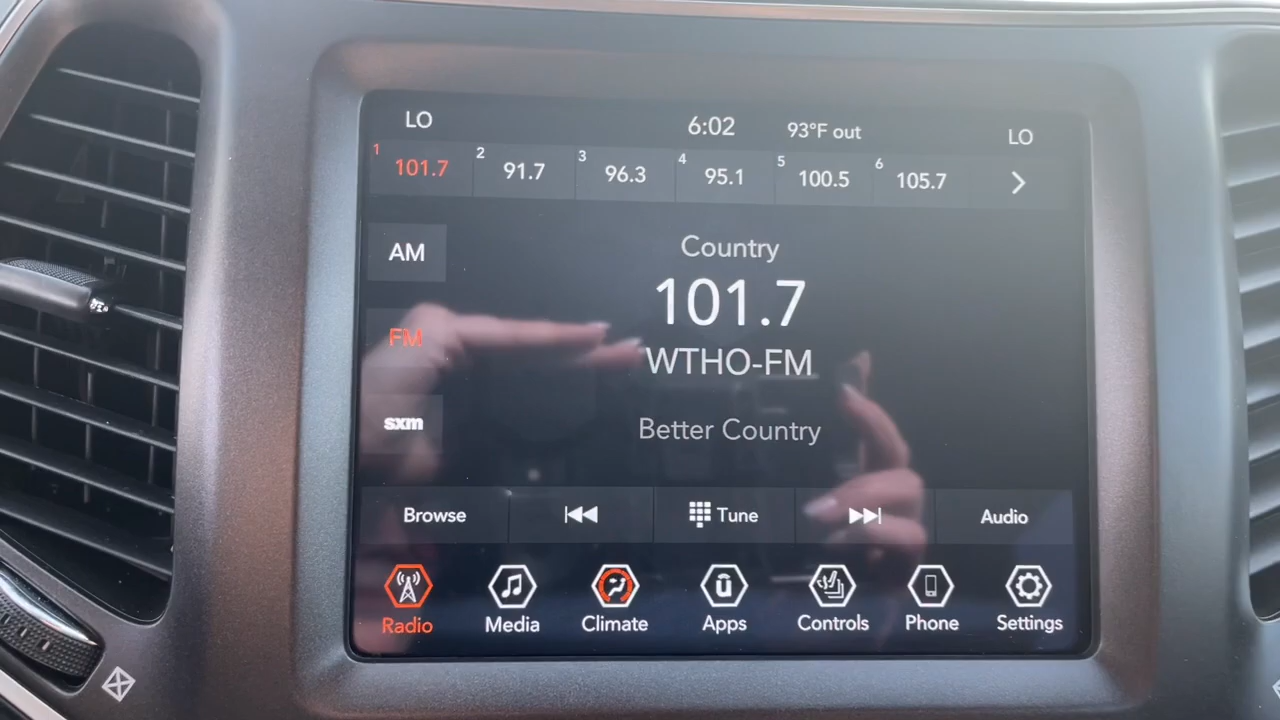 LO 6:02 93°F out LO
1 101.7 2 91.7 3 96.3 4 95.1 5 100.5 6 105.7
AM
Country
101.7
FM
WTHO-FM
sxm
Better Country
Browse Tune Audio
Radio Media Climate Apps Controls Phone Settings